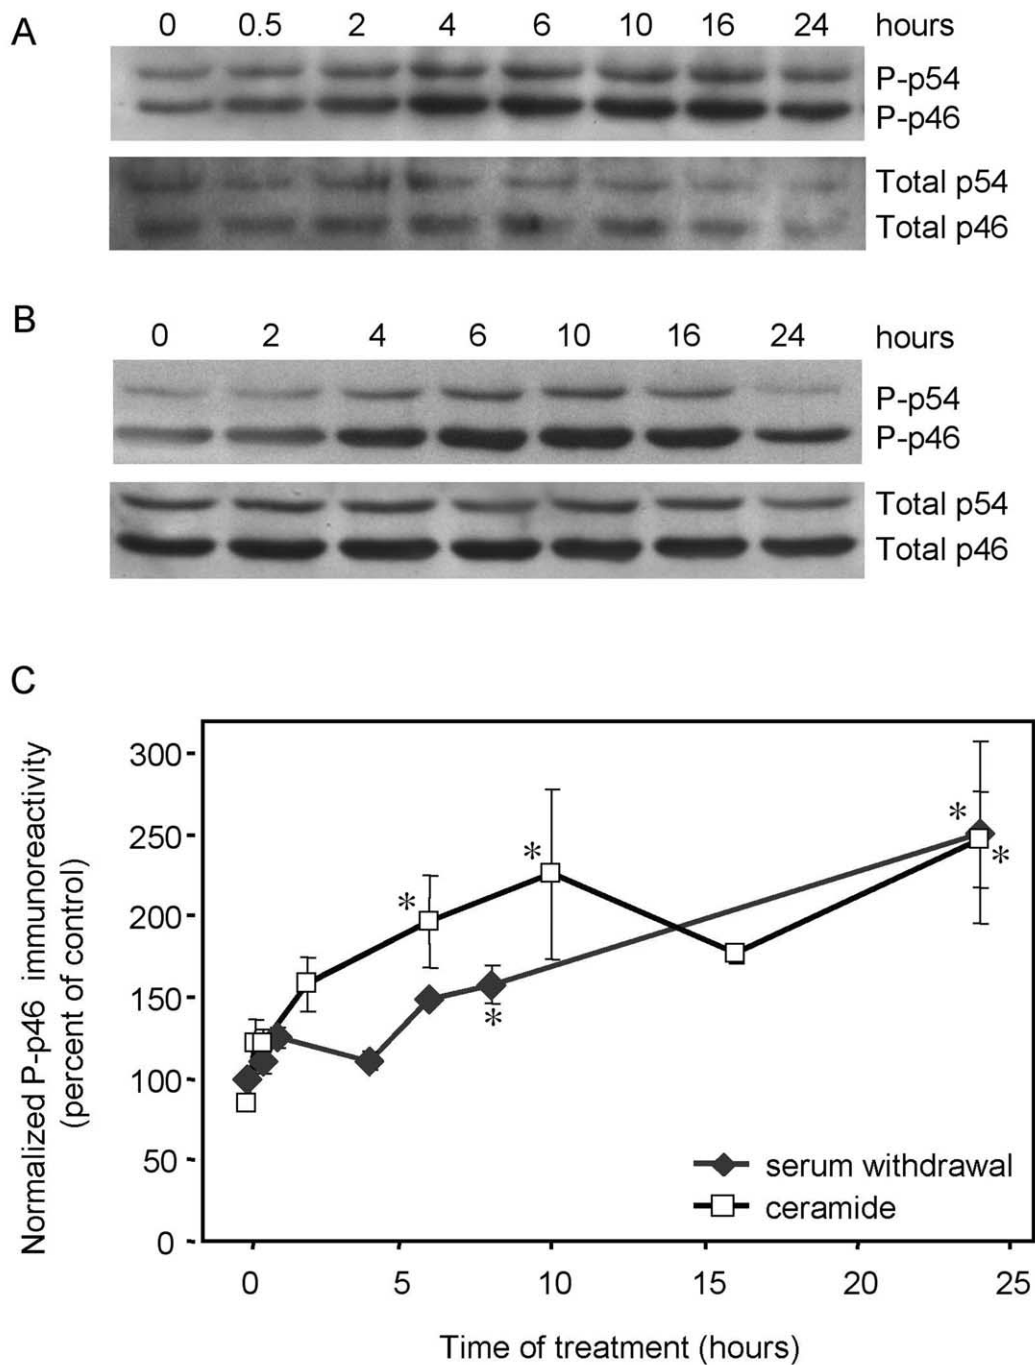 A
0 0.5 2 4 6 10 16 24 hours
P-p54
P-p46
Total p54
Total p46
B
0 2 4 6 10 16 24 hours
P-p54
P-p46
Total p54
Total p46
C
Normalized P-p46 immunoreactivity
(percent of control)
300
250
200
150
100
50
0
* * * * *
serum withdrawal
ceramide
0 5 10 15 20 25
Time of treatment (hours)